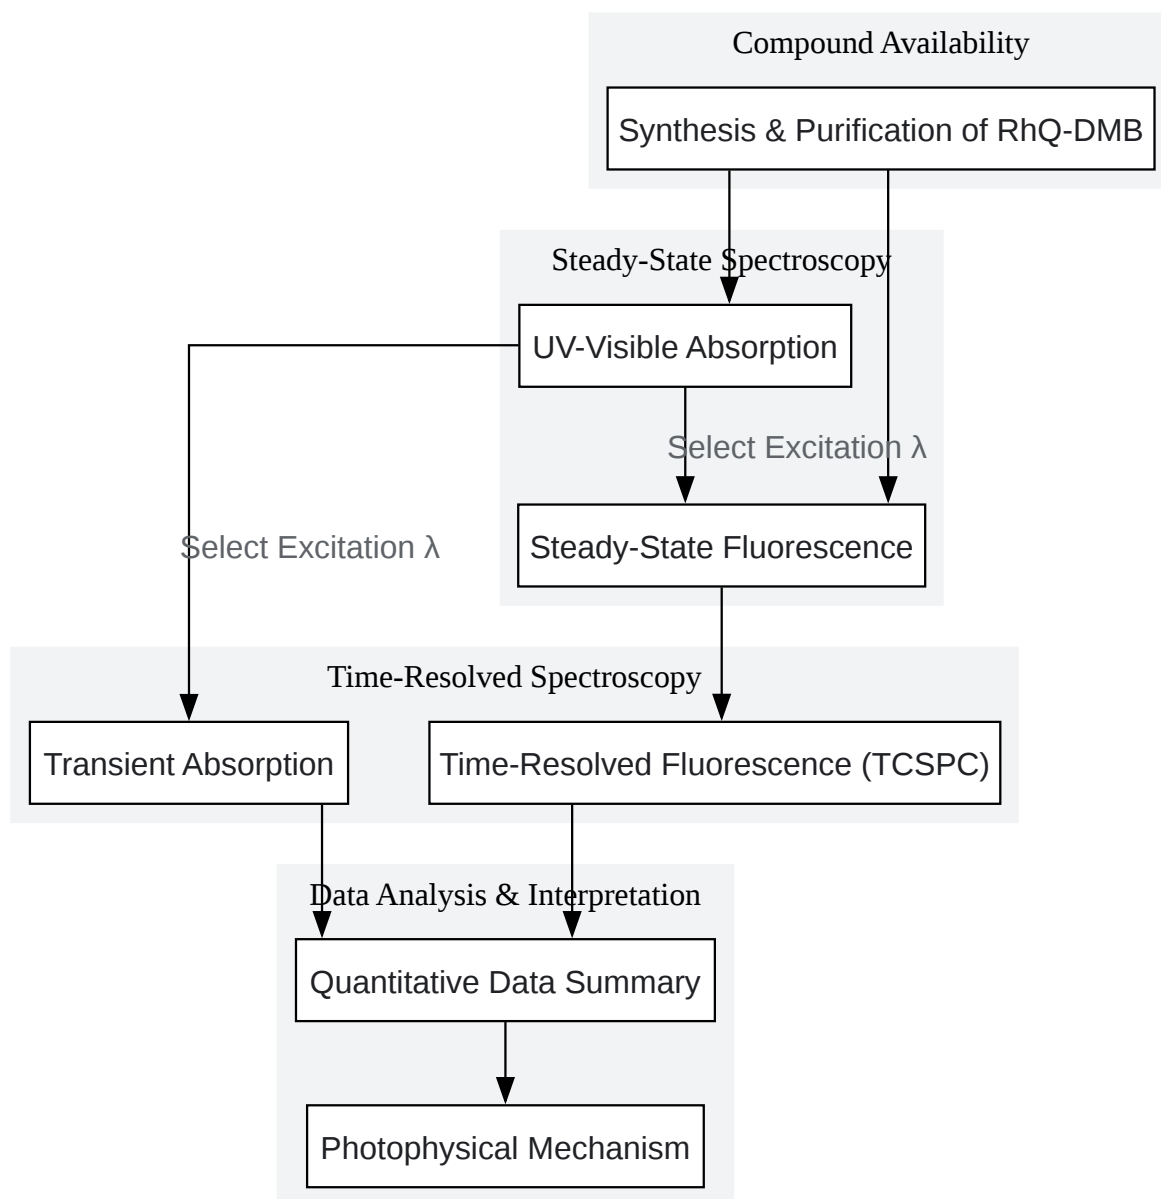 Compound Availability
Synthesis & Purification of RhQ-DMB
Steady-State Spectroscopy
UV-Visible Absorption
Select Excitation λ
Steady-State Fluorescence
Select Excitation λ
Time-Resolved Spectroscopy
Transient Absorption
Time-Resolved Fluorescence (TCSPC)
Data Analysis & Interpretation
Quantitative Data Summary
Photophysical Mechanism